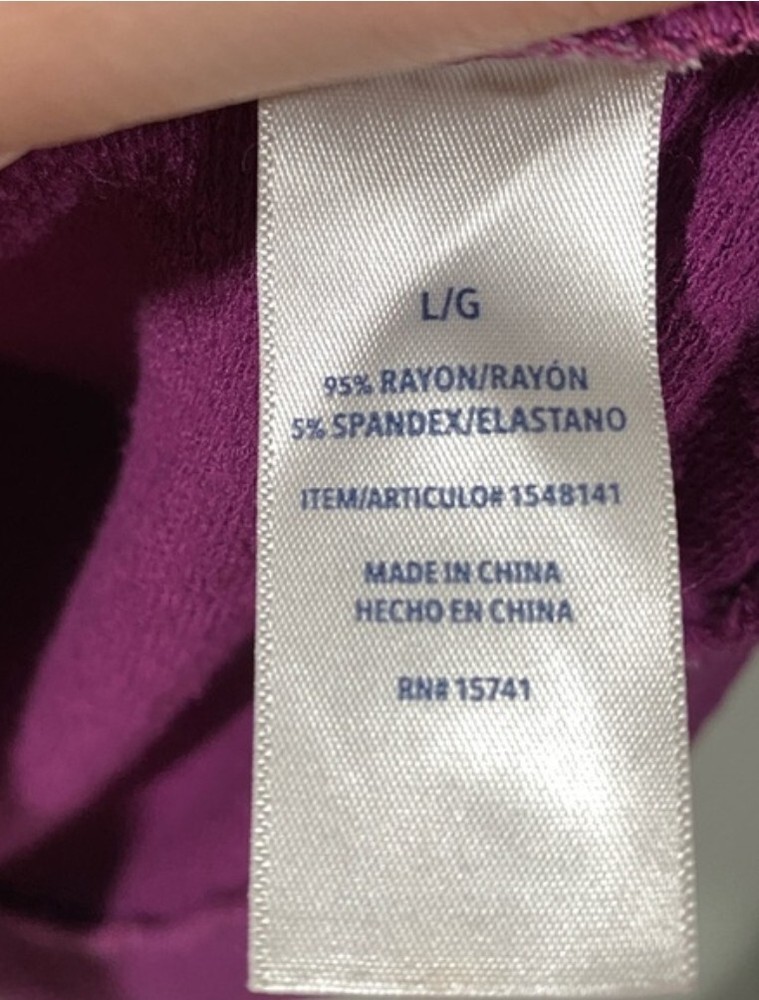 L/G
95% RAYON/RAYÓN
5% SPANDEX/ELASTANO
ITEM/ARTICULO# 1548141
MADE IN CHINA
HECHO EN CHINA
RN# 15741